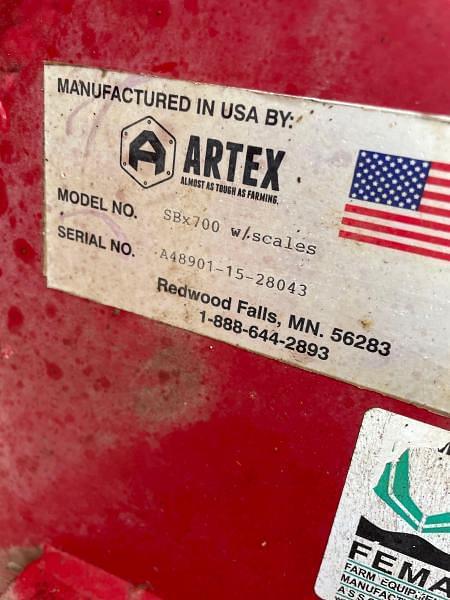 MANUFACTURED IN USA BY:
A ARTEX
ALMOST AS TOUGH AS FARMING.
MODEL NO. SBx700 w/scales
SERIAL NO. A48901-15-28043
Redwood Falls, MN. 56283
1-888-644-2893
FEMA
FARM EQUIPMENT